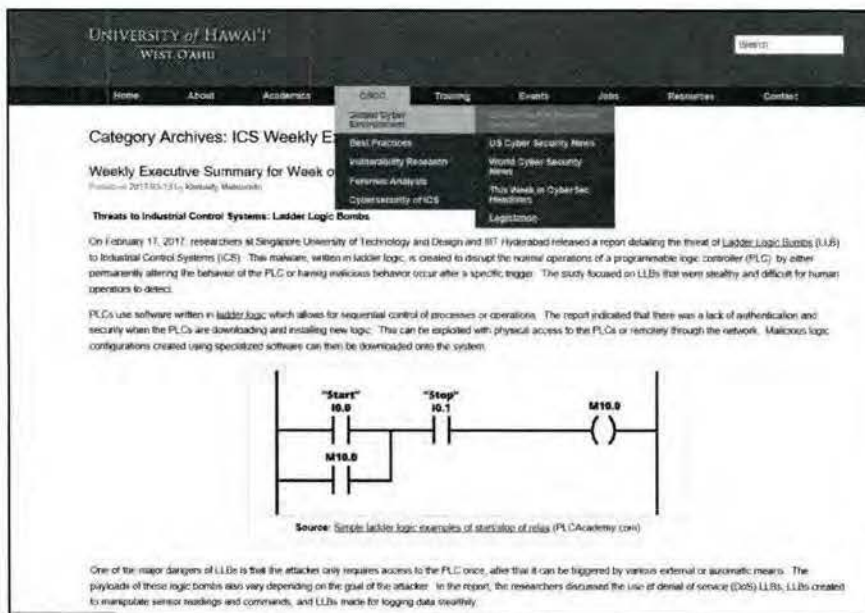 UNIVERSITY of HAWAI'I
WEST O'AHU
Search
Home About Academics CSCC Training Events Jobs Resources Contact
Global Cyber
Environment
Best Practices
Vulnerability Research
Forensic Analysis
Cybersecurity of ICS
US Cyber Security News
World Cyber Security
News
This Week in CyberSec
Headlines
Legislation
Category Archives: ICS Weekly E
Weekly Executive Summary for Week o
Threats to Industrial Control Systems: Ladder Logic Bombs
On February 17, 2017, researchers at Singapore University of Technology and Design and IIIT Hyderabad released a report detailing the threat of Ladder Logic Bombs (LLB)
to Industrial Control Systems (ICS). This malware, written in ladder logic, is created to disrupt the normal operations of a programmable logic controller (PLC) by either
permanently altering the behavior of the PLC or having malicious behavior occur after a specific trigger. The study focused on LLBs that were stealthy and difficult for human
operators to detect.
PLCs use software written in ladder logic which allows for sequential control of processes or operations. The report indicated that there was a lack of authentication and
security when the PLCs are downloading and installing new logic. This can be exploited with physical access to the PLCs or remotely through the network. Malicious logic
configurations created using specialized software can then be downloaded onto the system.
"Start" "Stop"
I0.0 I0.1 M10.0
M10.0
Source: Simple ladder logic examples of start/stop of relay (PLCAcademy.com)
One of the major dangers of LLBs is that the attacker only requires access to the PLC once, after that it can be triggered by various external or automatic means. The
payloads of these logic bombs also vary depending on the goal of the attacker. In the report, the researchers discussed the use of denial of service (DoS) LLBs, LLBs created
to manipulate sensor readings and commands, and LLBs made for logging data stealthily.